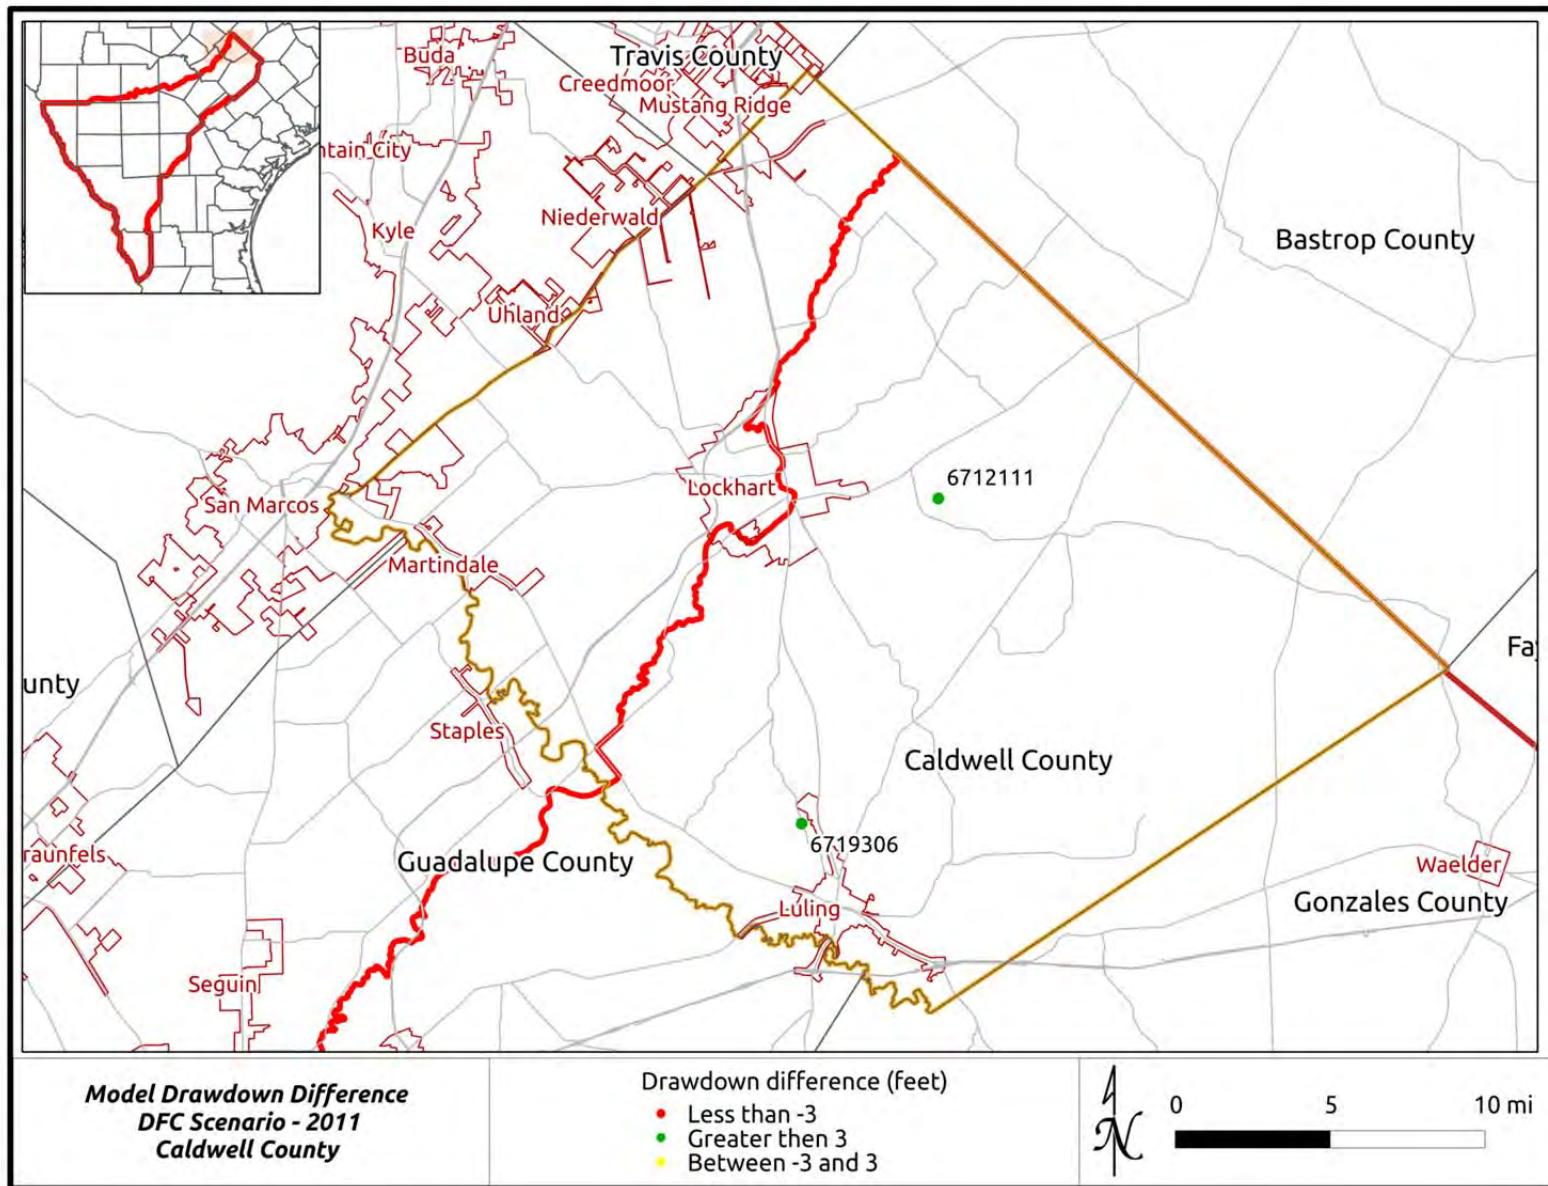 Buda
Travis County
Creedmoor
Mustang Ridge
ntain City
Niederwald
Kyle
Bastrop County
Uhland
6712111
Lockhart
San Marcos
Martindale
Fa
unty
Staples
Caldwell County
6719306
raunfels
Guadalupe County
Waelder
Gonzales County
Luling
Seguin
Model Drawdown Difference
DFC Scenario - 2011
Caldwell County
Drawdown difference (feet)
Less than -3
Greater then 3
Between -3 and 3
N
0 5 10 mi